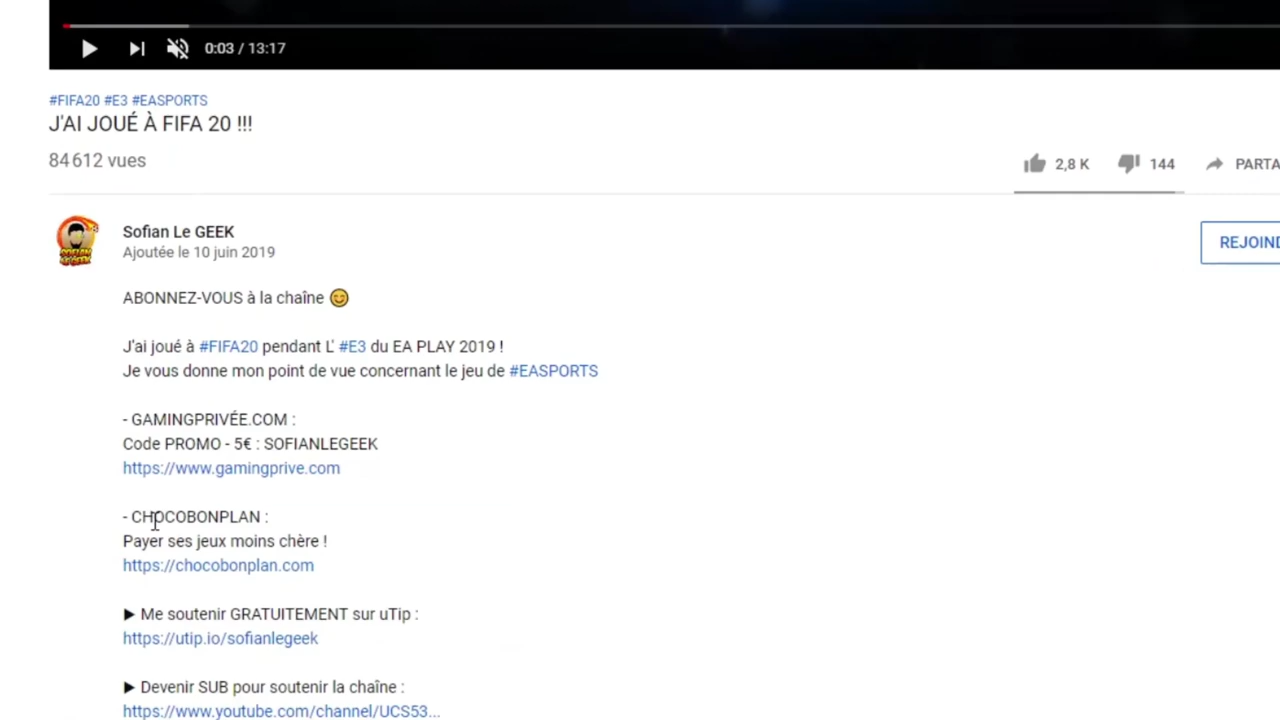 0:03 / 13:17
#FIFA20 #E3 #EASPORTS
J'AI JOUÉ À FIFA 20 !!!
84 612 vues
2,8 K 144 PARTA
Sofian Le GEEK
Ajoutée le 10 juin 2019
REJOIND
ABONNEZ-VOUS à la chaîne 😊
J'ai joué à #FIFA20 pendant L' #E3 du EA PLAY 2019 !
Je vous donne mon point de vue concernant le jeu de #EASPORTS
- GAMINGPRIVÉE.COM :
Code PROMO - 5€ : SOFIANLEGEEK
https://www.gamingprive.com
- CHOCOBONPLAN :
Payer ses jeux moins chère !
https://chocobonplan.com
► Me soutenir GRATUITEMENT sur uTip :
https://utip.io/sofianlegeek
► Devenir SUB pour soutenir la chaîne :
https://www.youtube.com/channel/UCS53...